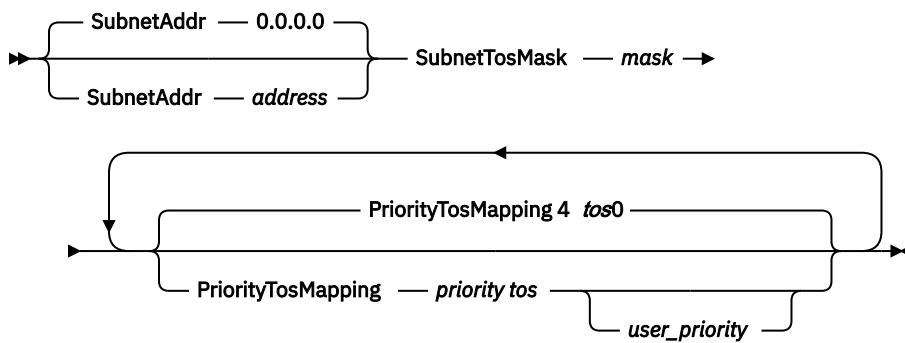 SubnetAddr 0.0.0.0
SubnetTosMask mask
SubnetAddr address
PriorityTosMapping 4 tos0
PriorityTosMapping priority tos
user_priority